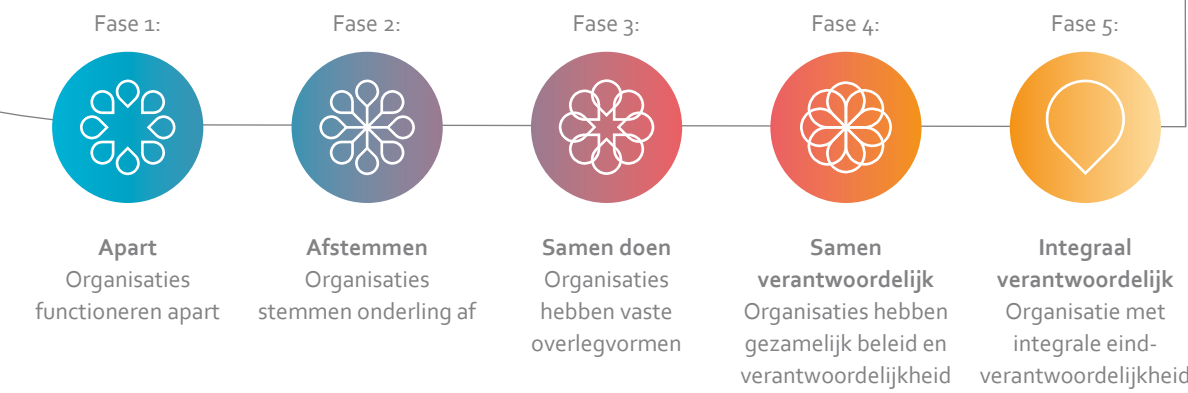 Fase 1:
Fase 2:
Fase 3:
Fase 4:
Fase 5:
Apart
Organisaties
functioneren apart
Afstemmen
Organisaties
stemmen onderling af
Samen doen
Organisaties
hebben vaste
overlegvormen
Samen
verantwoordelijk
Organisaties hebben
gezamelijk beleid en
verantwoordelijkheid
Integraal
verantwoordelijk
Organisatie met
integrale eind-
verantwoordelijkheid